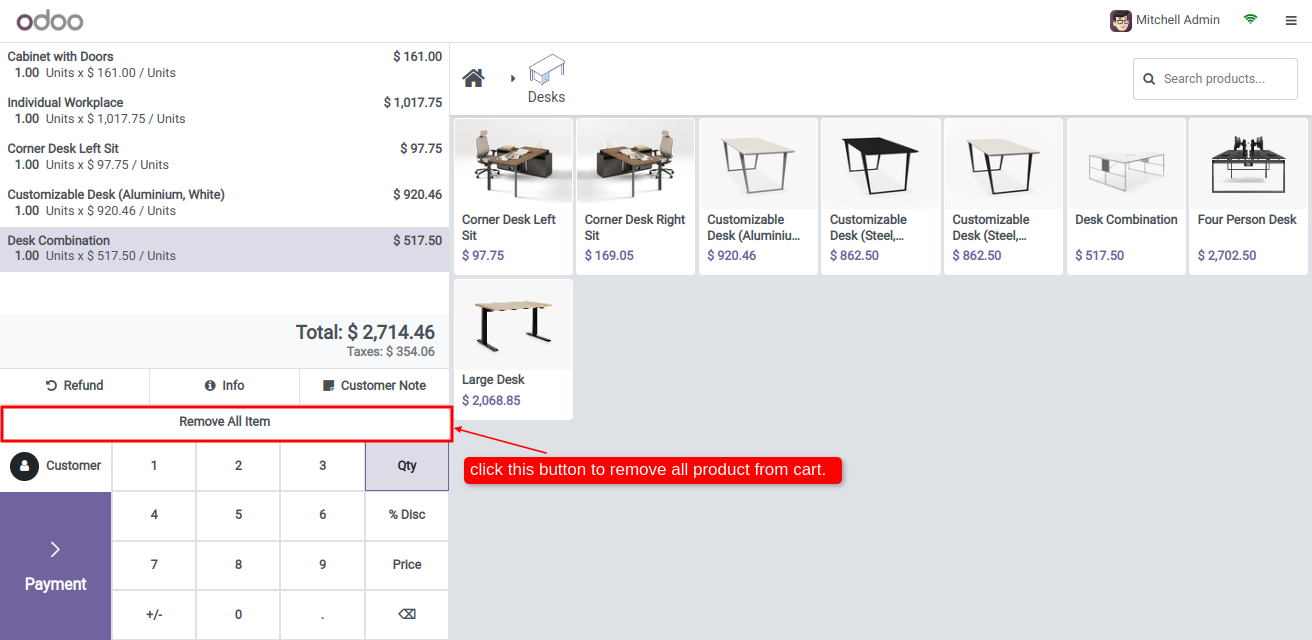 odoo
Mitchell Admin
Cabinet with Doors $ 161.00
1.00 Units x $ 161.00 / Units
Individual Workplace $ 1,017.75
1.00 Units x $ 1,017.75 / Units
Corner Desk Left Sit $ 97.75
1.00 Units x $ 97.75 / Units
Customizable Desk (Aluminium, White) $ 920.46
1.00 Units x $ 920.46 / Units
Desk Combination $ 517.50
1.00 Units x $ 517.50 / Units
Total: $ 2,714.46
Taxes: $ 354.06
Refund Info Customer Note
Remove All Item
Customer 1 2 3 Qty
4 5 6 % Disc
7 8 9 Price
Payment
+/- 0 .
Desks
Search products...
Corner Desk Left
Sit
$ 97.75
Corner Desk Right
Sit
$ 169.05
Customizable
Desk (Aluminiu...
$ 920.46
Customizable
Desk (Steel,...
$ 862.50
Customizable
Desk (Steel,...
$ 862.50
Desk Combination
$ 517.50
Four Person Desk
$ 2,702.50
Large Desk
$ 2,068.85
click this button to remove all product from cart.